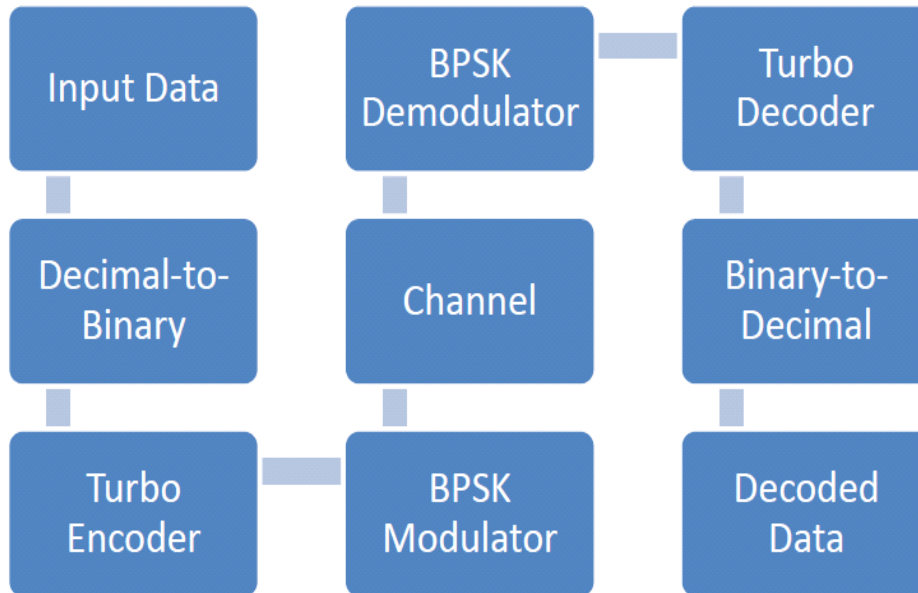 Input Data
Decimal-to-
Binary
Turbo
Encoder
BPSK
Modulator
Channel
BPSK
Demodulator
Turbo
Decoder
Binary-to-
Decimal
Decoded
Data